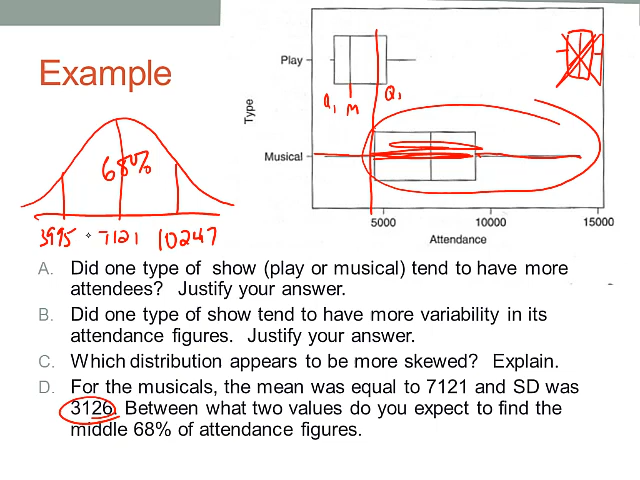 Example
Type
Play
Musical
Q1 M Q1
68%
3995 7121 10247
5000 10000 15000
Attendance
A. Did one type of show (play or musical) tend to have more
attendees? Justify your answer.
B. Did one type of show tend to have more variability in its
attendance figures. Justify your answer.
C. Which distribution appears to be more skewed? Explain.
D. For the musicals, the mean was equal to 7121 and SD was
3126. Between what two values do you expect to find the
middle 68% of attendance figures.